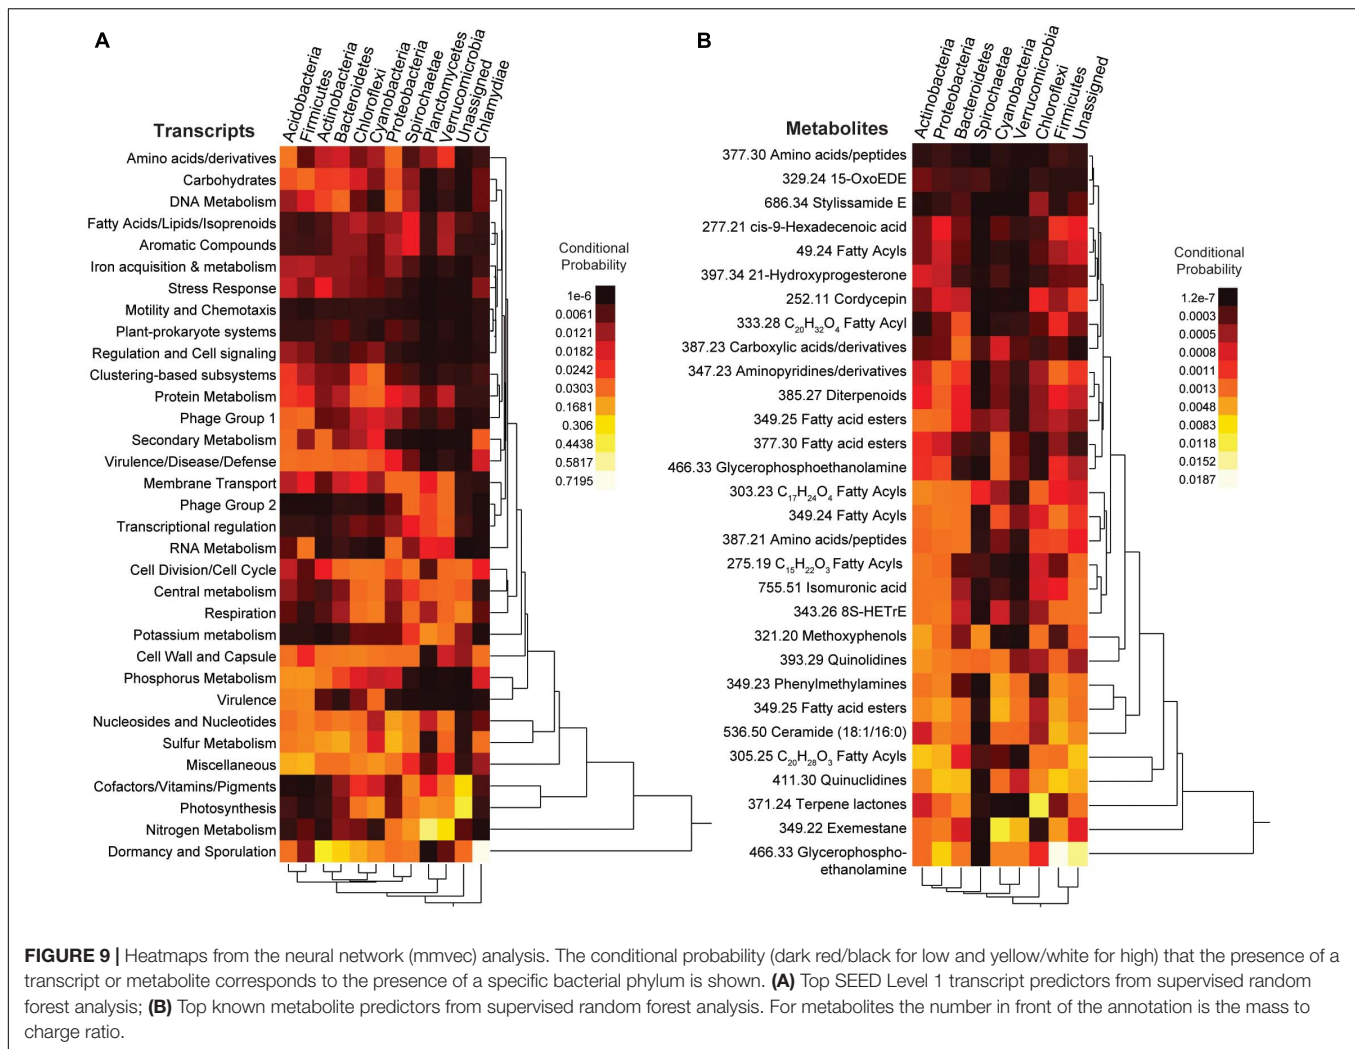 A
Acidobacteria
Firmicutes
Actinobacteria
Bacteroidetes
Chloroflexi
Cyanobacteria
Proteobacteria
Spirochaetae
Planctomycetes
Verrucomicrobia
Unassigned
Chlamydiae
Transcripts
Amino acids/derivatives
Carbohydrates
DNA Metabolism
Fatty Acids/Lipids/Isoprenoids
Aromatic Compounds
Iron acquisition & metabolism
Stress Response
Motility and Chemotaxis
Plant-prokaryote systems
Regulation and Cell signaling
Clustering-based subsystems
Protein Metabolism
Phage Group 1
Secondary Metabolism
Virulence/Disease/Defense
Membrane Transport
Phage Group 2
Transcriptional regulation
RNA Metabolism
Cell Division/Cell Cycle
Central metabolism
Respiration
Potassium metabolism
Cell Wall and Capsule
Phosphorus Metabolism
Virulence
Nucleosides and Nucleotides
Sulfur Metabolism
Miscellaneous
Cofactors/Vitamins/Pigments
Photosynthesis
Nitrogen Metabolism
Dormancy and Sporulation
Conditional
Probability
1e-6
0.0061
0.0121
0.0182
0.0242
0.0303
0.1681
0.306
0.4438
0.5817
0.7195
B
Actinobacteria
Proteobacteria
Bacteroidetes
Spirochaetae
Cyanobacteria
Verrucomicrobia
Chloroflexi
Firmicutes
Unassigned
Metabolites
377.30 Amino acids/peptides
329.24 15-OxoEDE
686.34 Stylissamide E
277.21 cis-9-Hexadecenoic acid
49.24 Fatty Acyls
397.34 21-Hydroxyprogesterone
252.11 Cordycepin
333.28 C₂₀H₃₂O₄ Fatty Acyl
387.23 Carboxylic acids/derivatives
347.23 Aminopyridines/derivatives
385.27 Diterpenoids
349.25 Fatty acid esters
377.30 Fatty acid esters
466.33 Glycerophosphoethanolamine
303.23 C₁₇H₂₄O₄ Fatty Acyls
349.24 Fatty Acyls
387.21 Amino acids/peptides
275.19 C₁₅H₂₂O₃ Fatty Acyls
755.51 Isomuronic acid
343.26 8S-HETrE
321.20 Methoxyphenols
393.29 Quinolidines
349.23 Phenylmethylamines
349.25 Fatty acid esters
536.50 Ceramide (18:1/16:0)
305.25 C₂₀H₂₈O₃ Fatty Acyls
411.30 Quinuclidines
371.24 Terpene lactones
349.22 Exemestane
466.33 Glycerophospho-
ethanolamine
Conditional
Probability
1.2e-7
0.0003
0.0005
0.0008
0.0011
0.0013
0.0048
0.0083
0.0118
0.0152
0.0187
FIGURE 9 | Heatmaps from the neural network (mmvec) analysis. The conditional probability (dark red/black for low and yellow/white for high) that the presence of a
transcript or metabolite corresponds to the presence of a specific bacterial phylum is shown. (A) Top SEED Level 1 transcript predictors from supervised random
forest analysis; (B) Top known metabolite predictors from supervised random forest analysis. For metabolites the number in front of the annotation is the mass to
charge ratio.